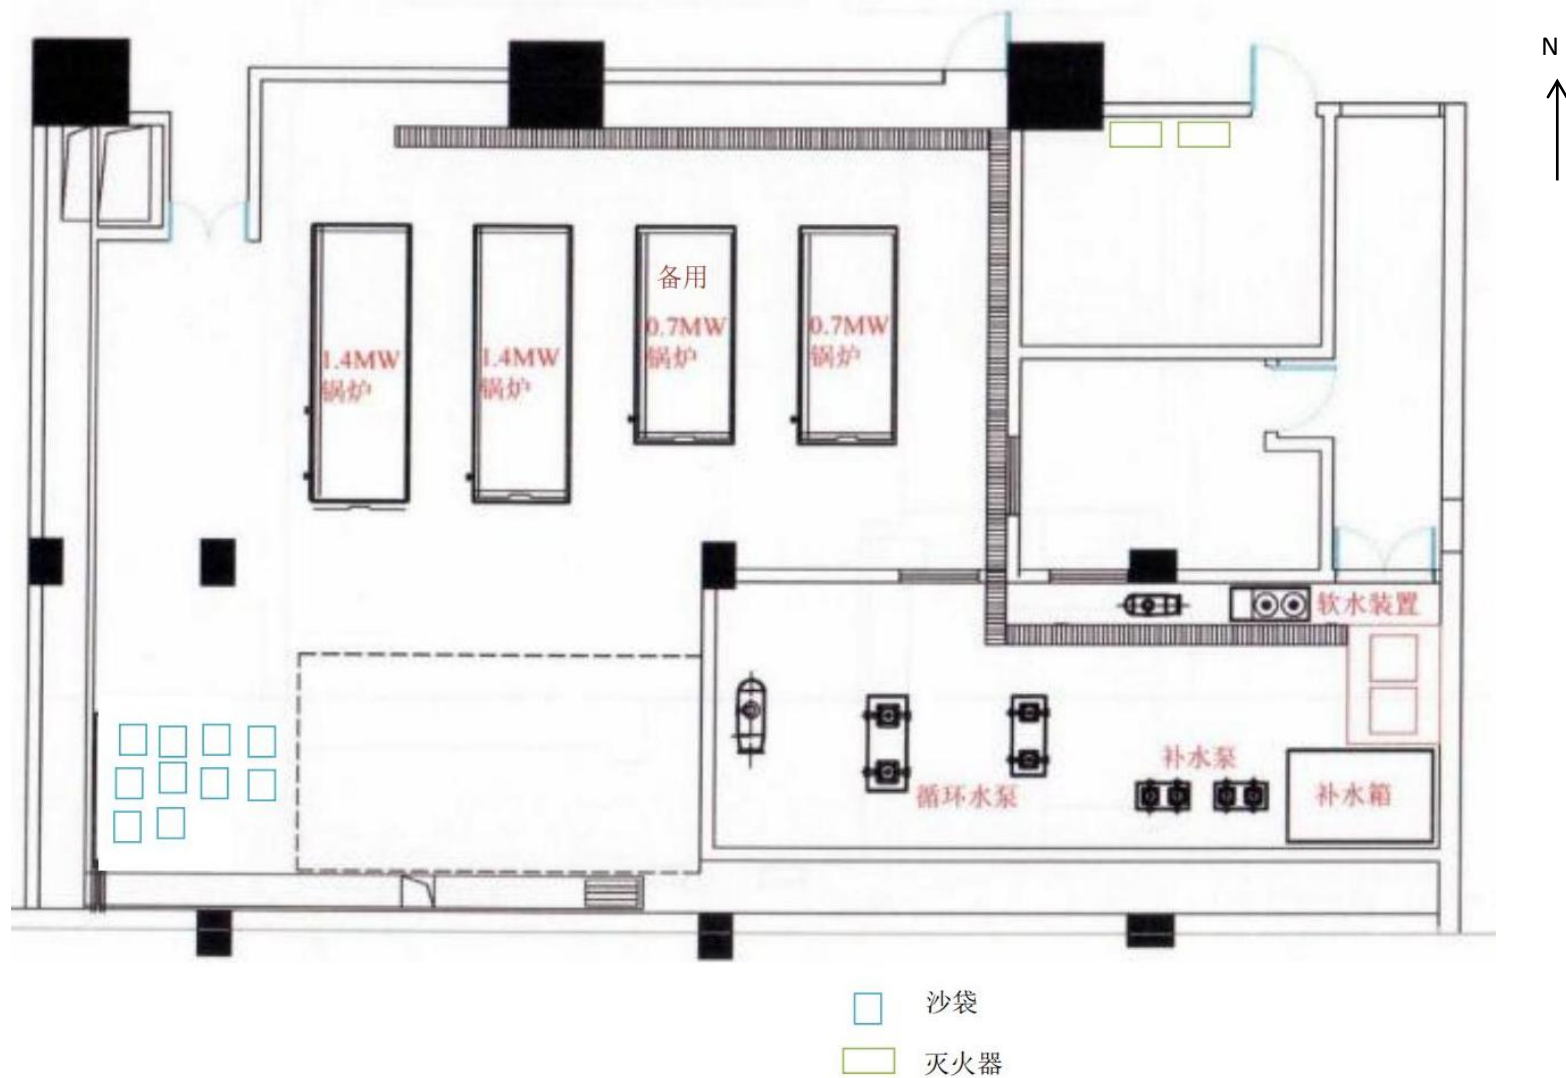 N
备用
0.7MW
锅炉
0.7MW
锅炉
1.4MW
锅炉
1.4MW
锅炉
软水装置
补水泵
循环水泵
补水箱
沙袋
灭火器